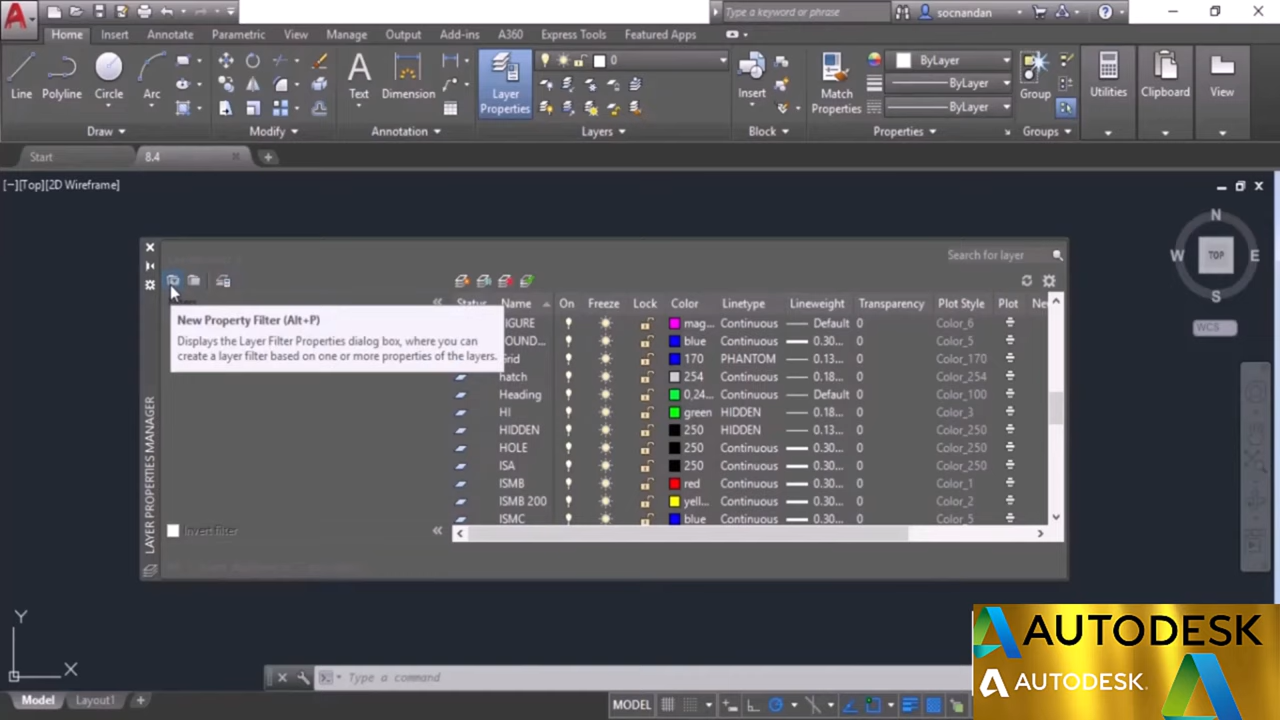 Type a keyword or phrase
socnandan
Home Insert Annotate Parametric View Manage Output Add-ins A360 Express Tools Featured Apps
Line Polyline Circle Arc
Text Dimension
Layer Properties
0
Insert
Match Properties
ByLayer
ByLayer
ByLayer
Group
Utilities
Clipboard
View
Draw Modify Annotation Layers Block Properties Groups
Start 8.4
[−][Top][2D Wireframe]
N
W TOP E
S
WCS
Search for layer
Status Name On Freeze Lock Color Linetype Lineweight Transparency Plot Style Plot Ne
New Property Filter (Alt+P)
Displays the Layer Filter Properties dialog box, where you can
create a layer filter based on one or more properties of the layers.
IGURE mag... Continuous Default 0 Color_6
OUND... blue Continuous 0.30... 0 Color_5
Grid 170 PHANTOM 0.13... 0 Color_170
hatch 254 Continuous 0.18... 0 Color_254
Heading 0,24... Continuous Default 0 Color_100
HI green HIDDEN 0.18... 0 Color_3
HIDDEN 250 HIDDEN 0.13... 0 Color_250
HOLE 250 Continuous 0.30... 0 Color_250
ISA 250 Continuous 0.30... 0 Color_250
ISMB red Continuous 0.30... 0 Color_1
ISMB 200 yell... Continuous 0.30... 0 Color_2
ISMC blue Continuous 0.30... 0 Color_5
Invert filter
LAYER PROPERTIES MANAGER
Y
X
Type a command
Model Layout1
MODEL
AUTODESK
AUTODESK.